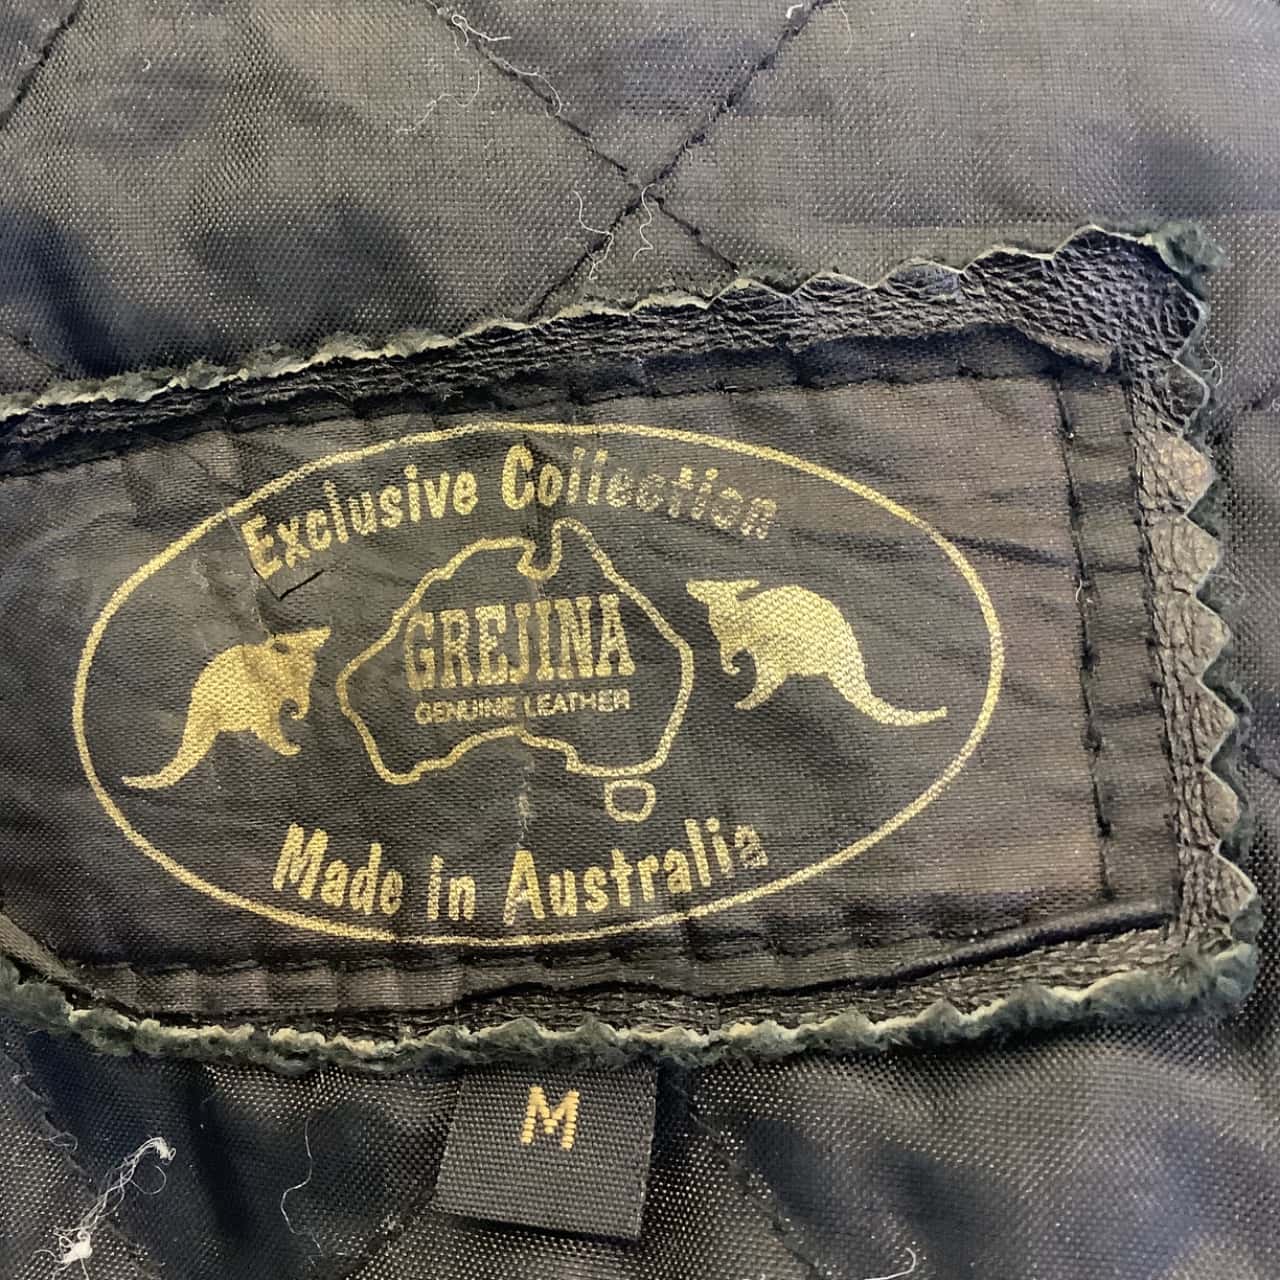 Exclusive Collection
GREJINA
GENUINE LEATHER
Made in Australia
M